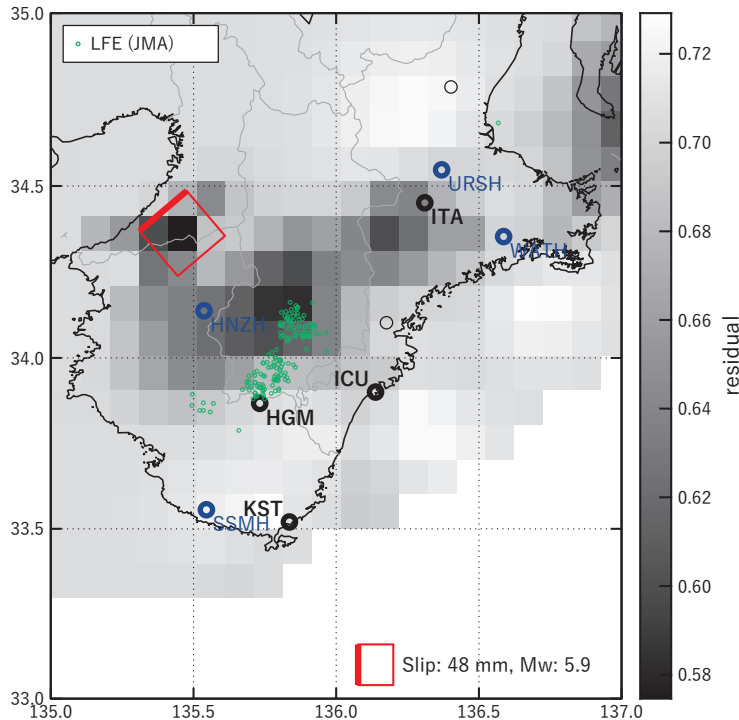 35.0
LFE (JMA)
0.72
0.70
URSH
34.5
ITA
0.68
WATH
HNZH
0.66
residual
34.0
ICU
0.64
HGM
0.62
KST
33.5
SSMH
0.60
Slip: 48 mm, Mw: 5.9
0.58
33.0
135.0
135.5
136.0
136.5
137.0